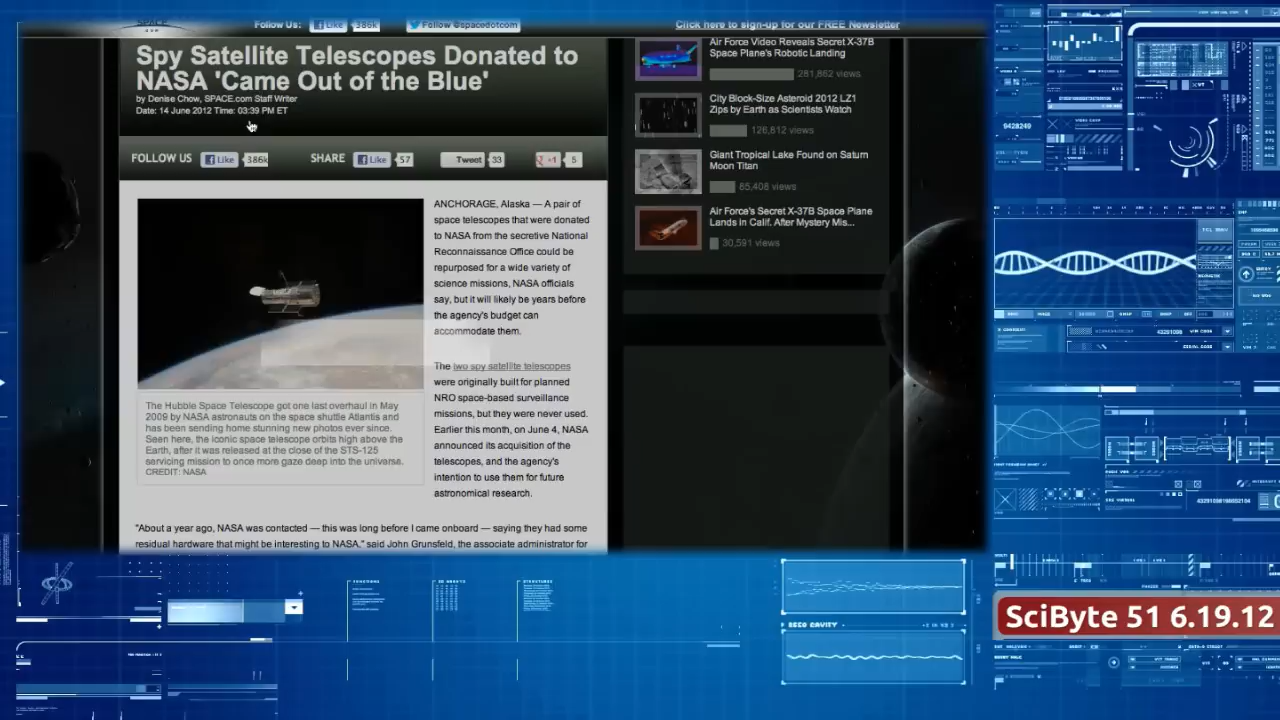 SPACE
Follow Us: Like 386k Follow @spacedotcom
Click here to sign-up for our FREE Newsletter
Spy Satellite Telescopes Donated to
NASA 'Came Out of the Blue'
by Denise Chow, SPACE.com Staff Writer
Date: 14 June 2012 Time: 03:39 PM ET
FOLLOW US Like 386k SHARE Like 57 Tweet 33 +1 5
ANCHORAGE, Alaska — A pair of
space telescopes that were donated
to NASA from the secretive National
Reconnaissance Office could be
repurposed for a wide variety of
science missions, NASA officials
say, but it will likely be years before
the agency's budget can
accommodate them.
The two spy satellite telescopes
were originally built for planned
NRO space-based surveillance
missions, but they were never used.
Earlier this month, on June 4, NASA
announced its acquisition of the
telescopes, and the agency's
intention to use them for future
astronomical research.
The Hubble Space Telescope got one last overhaul in May
2009 by NASA astronauts on the space shuttle Atlantis and
has been sending home stunning new photos ever since.
Seen here, the iconic space telescope orbits high above the
Earth, after it was released at the close of the STS-125
servicing mission to once more gaze deep into the universe.
CREDIT: NASA
"About a year ago, NASA was contacted — this was long before I came onboard — saying they had some
residual hardware that might be interesting to NASA," said John Grunsfeld, the associate administrator for
Air Force Video Reveals Secret X-37B
Space Plane's Robotic Landing
281,862 views
City Block-Size Asteroid 2012 LZ1
Zips by Earth as Scientists Watch
126,812 views
Giant Tropical Lake Found on Saturn
Moon Titan
85,408 views
Air Force's Secret X-37B Space Plane
Lands in Calif. After Mystery Mis...
30,591 views
9428249
SciByte 51 6.19.12